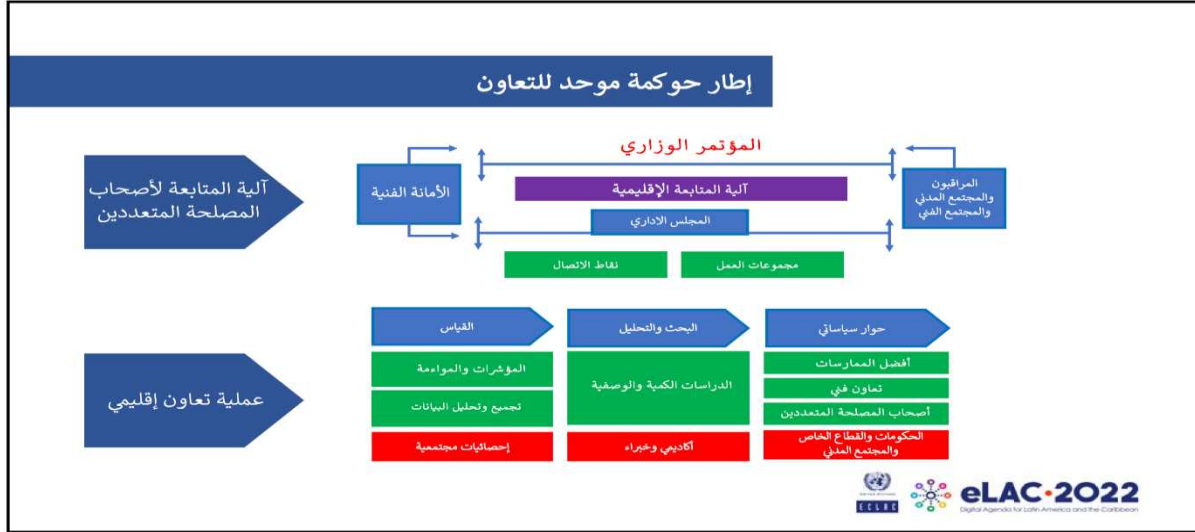 إطار حوكمة موحد للتعاون
آلية المتابعة لأصحاب
المصلحة المتعددين
المؤتمر الوزاري
المراقبون
والمجتمع المدني
والمجتمع الفني
آلية المتابعة الإقليمية
الأمانة الفنية
المجلس الاداري
مجموعات العمل
نقاط الاتصال
عملية تعاون إقليمي
القياس
المؤشرات والمواءمة
تجميع وتحليل البيانات
إحصائيات مجتمعية
البحث والتحليل
الدراسات الكمية والوصفية
أكاديمي وخبراء
حوار سياساتي
أفضل الممارسات
تعاون فني
أصحاب المصلحة المتعددين
الحكومات والقطاع الخاص
والمجتمع المدني
ECLAC
eLAC•2022
Digital Agenda for Latin America and the Caribbean